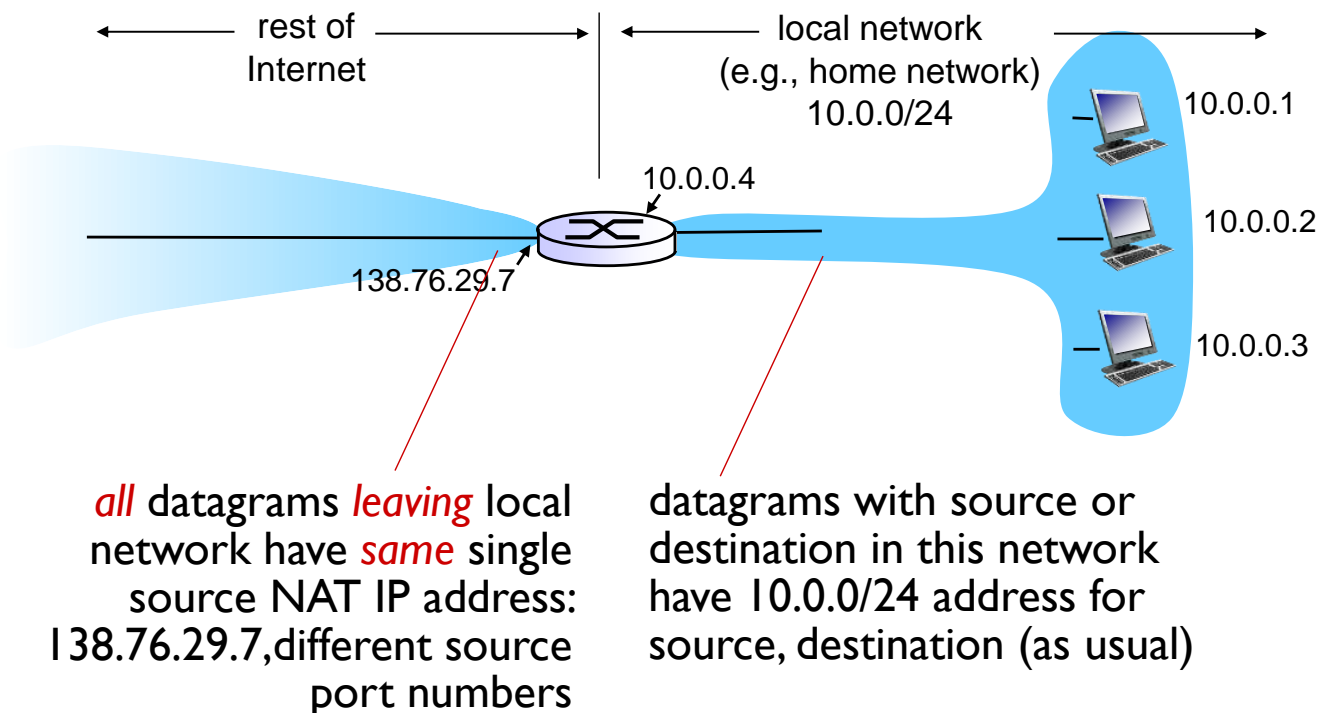 rest of
Internet
local network
(e.g., home network)
10.0.0/24
10.0.0.1
10.0.0.4
10.0.0.2
138.76.29.7
10.0.0.3
all datagrams leaving local
network have same single
source NAT IP address:
138.76.29.7,different source
port numbers
datagrams with source or
destination in this network
have 10.0.0/24 address for
source, destination (as usual)